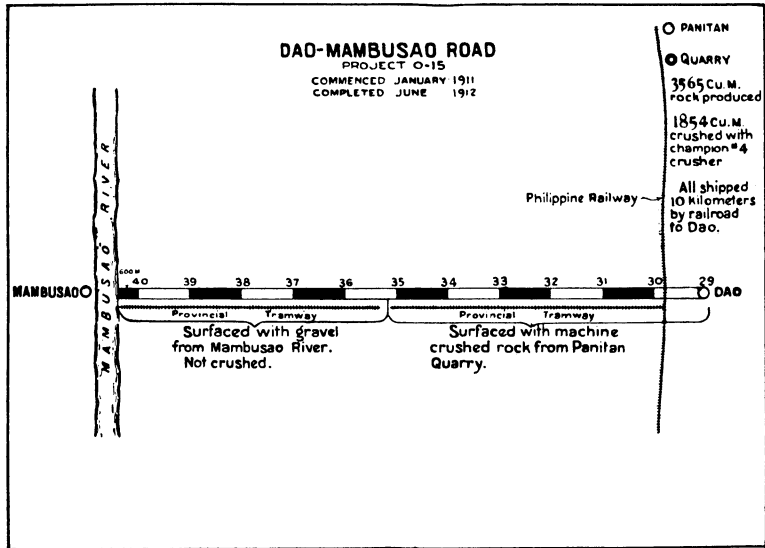 DAO-MAMBUSAO ROAD
PROJECT O-15
COMMENCED JANUARY 1911
COMPLETED JUNE 1912
PANITAN
QUARRY
3565 Cu. M.
rock produced
1854 Cu. M.
crushed with
champion #4
crusher
All shipped
10 Kilometers
by railroad
to Dao.
Philippine Railway
MAMBUSAO RIVER
MAMBUSAO
600 M
40 39 38 37 36 35 34 33 32 31 30 29
DAO
Provincial Tramway
Provincial Tramway
Surfaced with gravel
from Mambusao River.
Not crushed.
Surfaced with machine
crushed rock from Panitan
Quarry.